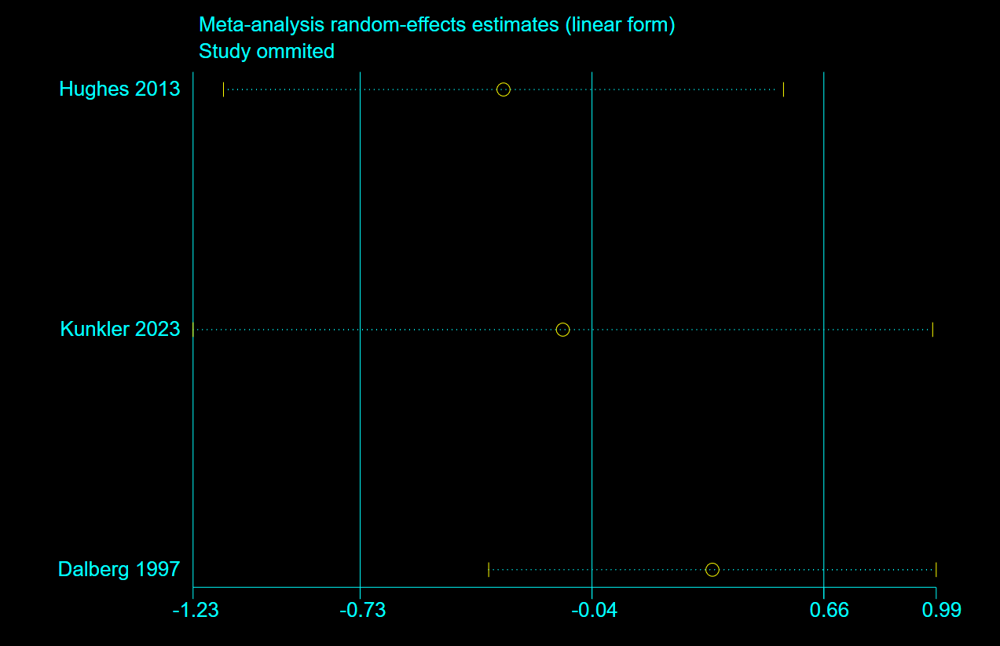 Meta-analysis random-effects estimates (linear form)
Study ommited
Hughes 2013
Kunkler 2023
Dalberg 1997
-1.23 -0.73 -0.04 0.66 0.99